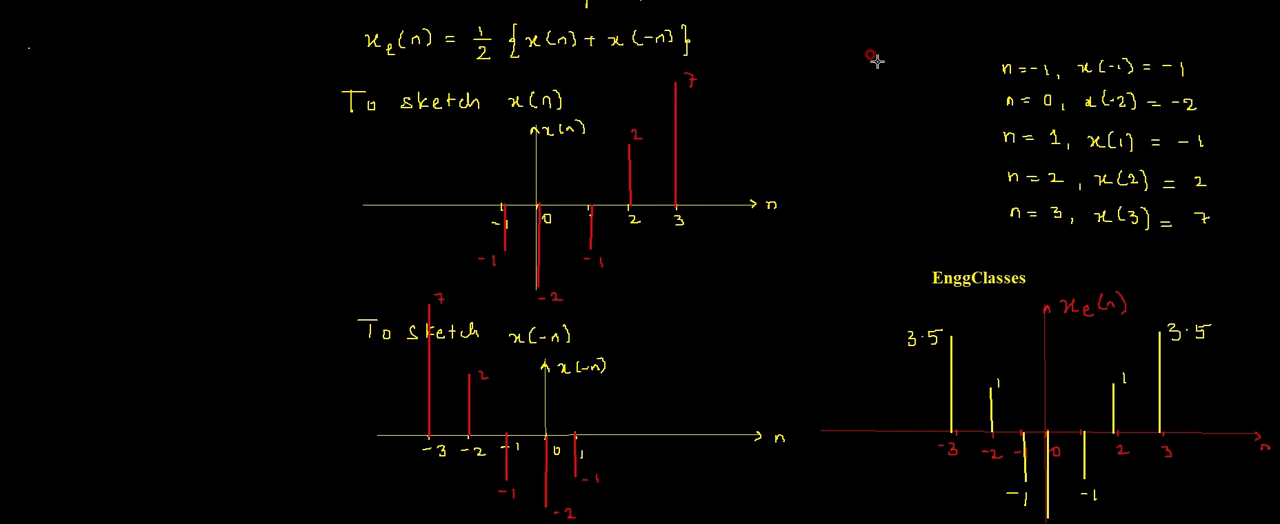 xe(n) = 1/2 {x(n) + x(-n)}
To sketch x(n)
7
x(n)
2
-1 0 1 2 3 n
-1 -1
-2
7
To sketch x(-n)
x(-n)
2
-3 -2 -1 0 1 n
-1 -1
-2
n=-1, x(-1) = -1
n = 0, x(-2) = -2
n = 1, x(1) = -1
n = 2, x(2) = 2
n = 3, x(3) = 7
EnggClasses
xe(n)
3.5 3.5
1 1
-3 -2 -1 0 2 3 n
-1 -1